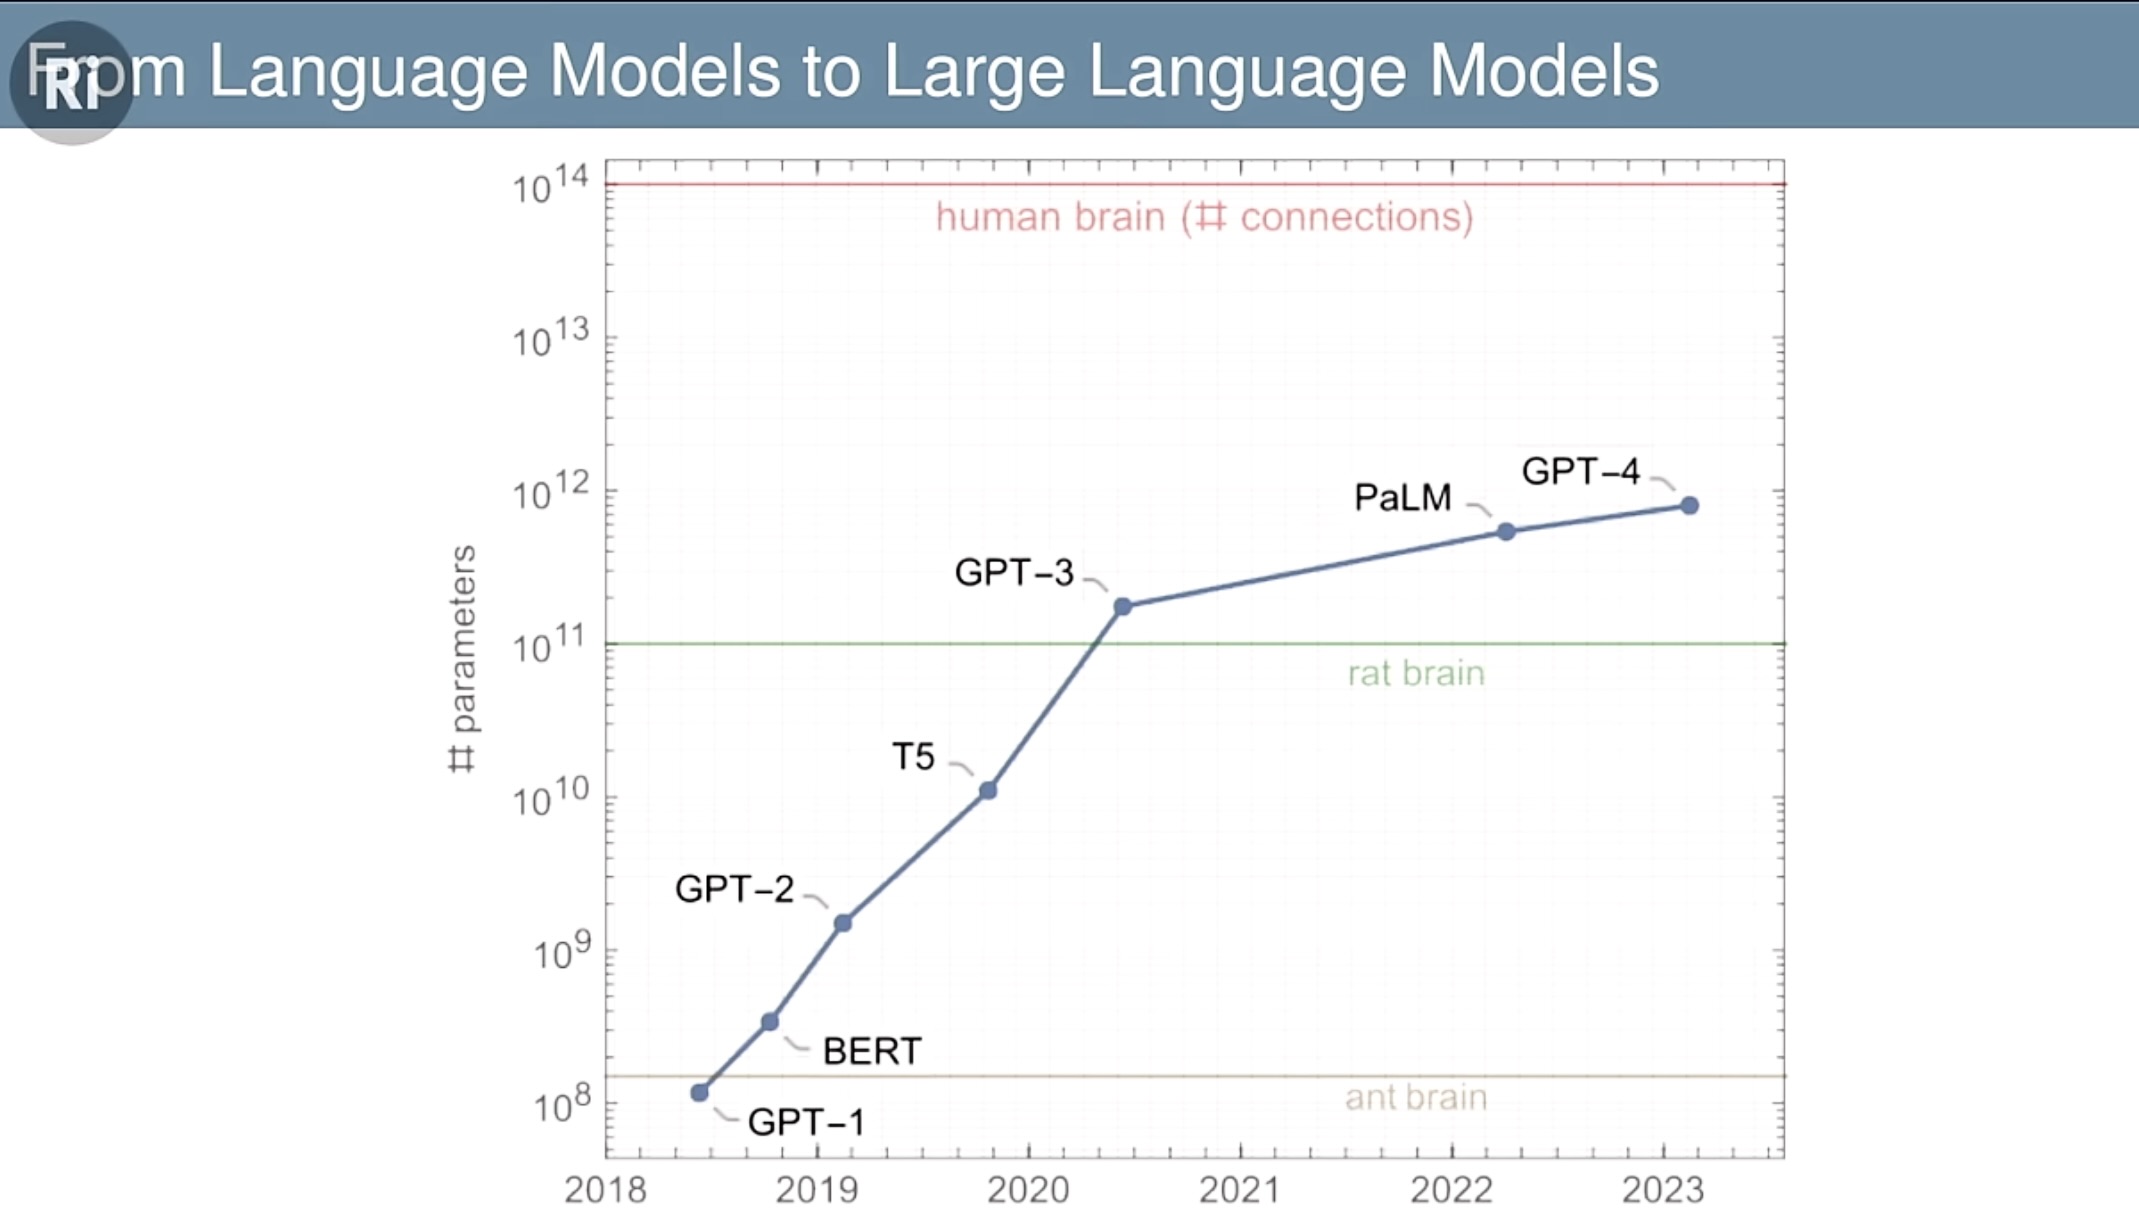 From Language Models to Large Language Models
Ri
10^14
human brain (# connections)
10^13
10^12
GPT-4
PaLM
GPT-3
# parameters
10^11
rat brain
T5
10^10
GPT-2
10^9
BERT
10^8
ant brain
GPT-1
2018 2019 2020 2021 2022 2023